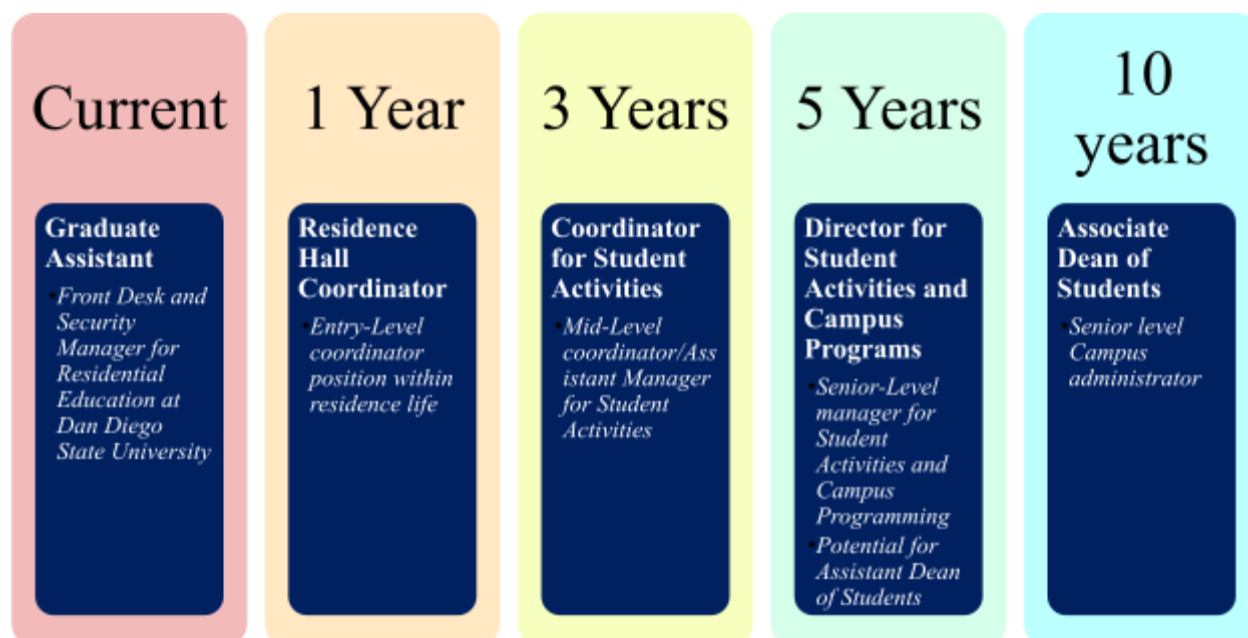 Current
Graduate
Assistant
•Front Desk and
Security
Manager for
Residential
Education at
Dan Diego
State University
1 Year
Residence
Hall
Coordinator
•Entry-Level
coordinator
position within
residence life
3 Years
Coordinator
for Student
Activities
•Mid-Level
coordinator/Ass
istant Manager
for Student
Activities
5 Years
Director for
Student
Activities and
Campus
Programs
•Senior-Level
manager for
Student
Activities and
Campus
Programming
•Potential for
Assistant Dean
of Students
10
years
Associate
Dean of
Students
•Senior level
Campus
administrator